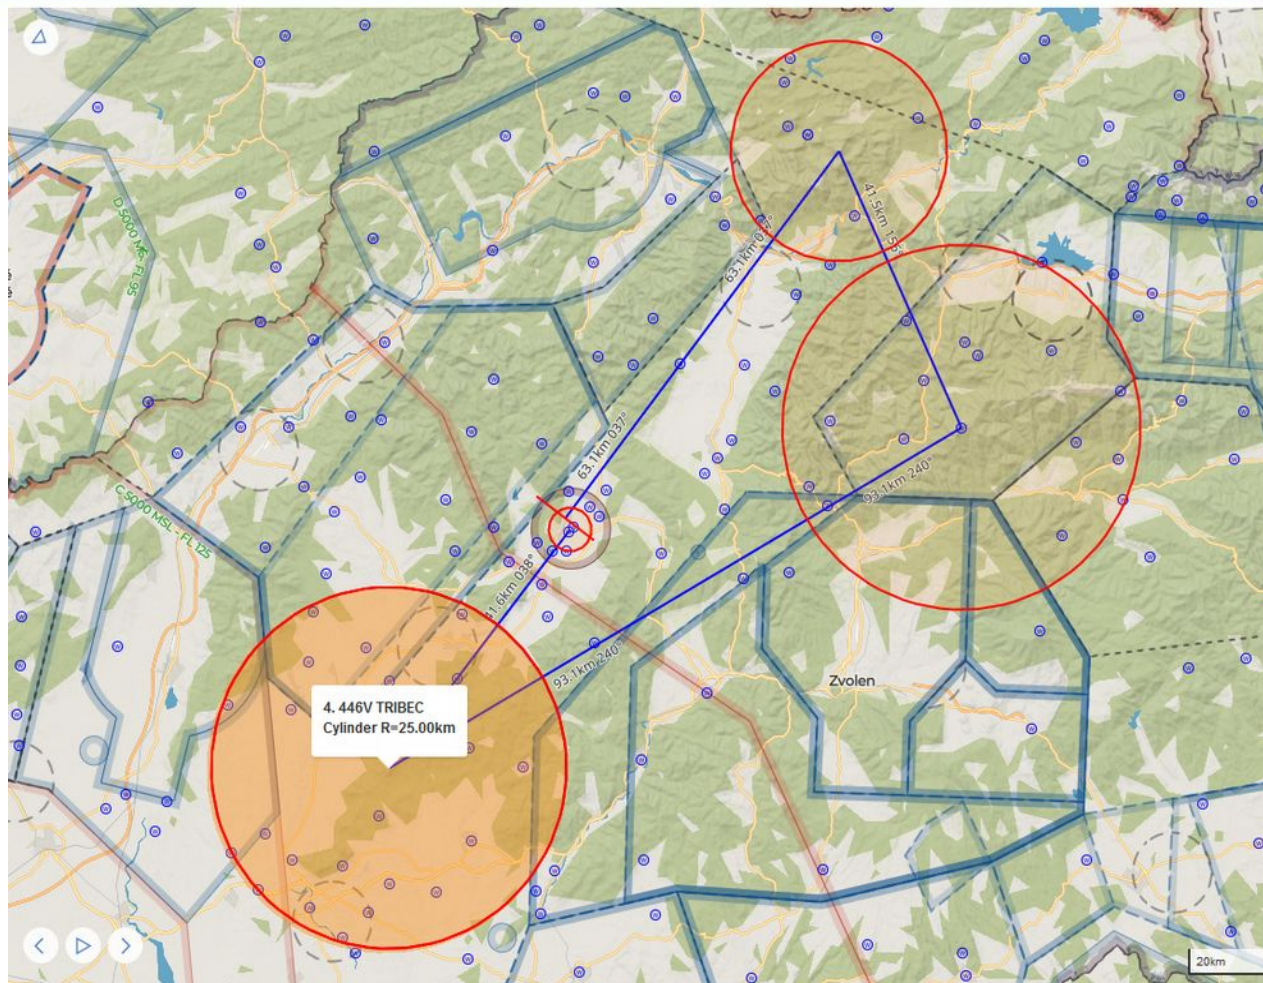 D 5000 M - FL 95
63.1km 037°
41.5km 156°
63.1km 037°
C 5000 MSL - FL 125
93.1km 240°
41.6km 038°
93.1km 240°
Zvolen
4. 446V TRIBEC
Cylinder R=25.00km
20km